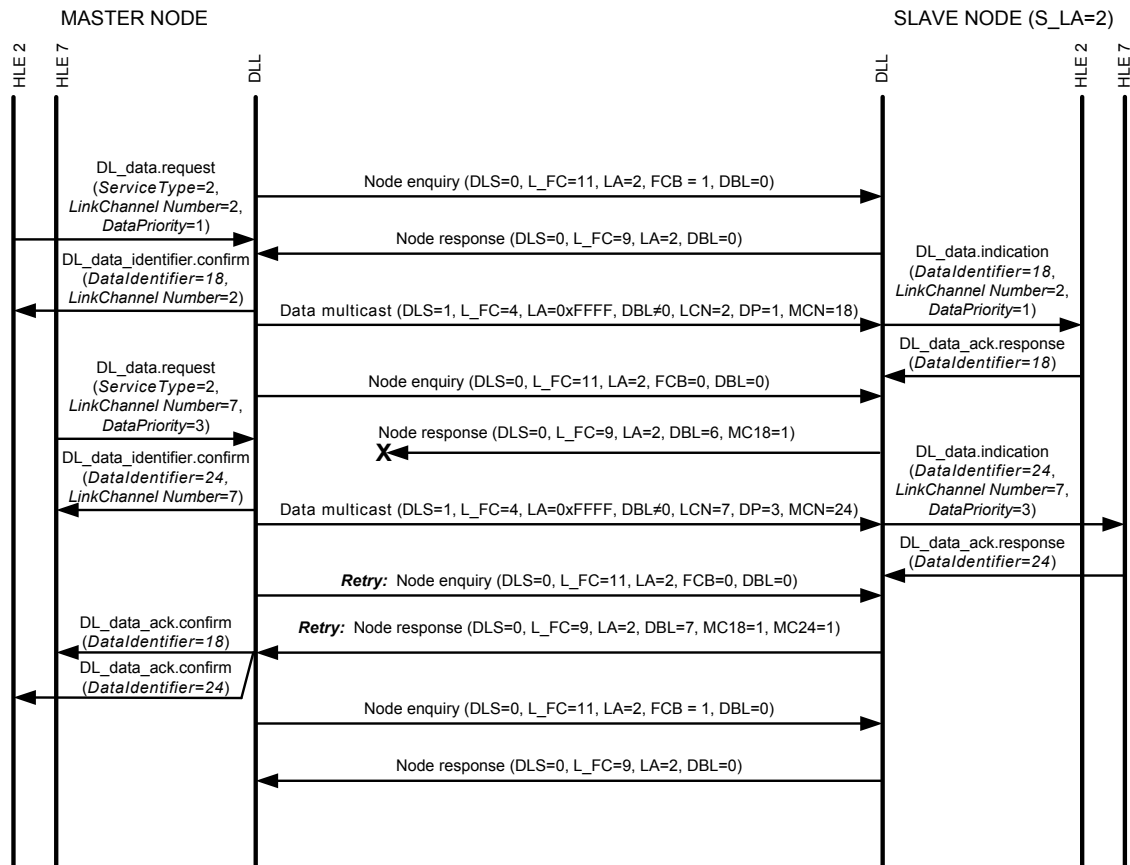 MASTER NODE
SLAVE NODE (S_LA=2)
HLE 2
HLE 7
DLL
DLL
HLE 2
HLE 7
DL_data.request
(ServiceType=2,
LinkChannel Number=2,
DataPriority=1)
Node enquiry (DLS=0, L_FC=11, LA=2, FCB = 1, DBL=0)
Node response (DLS=0, L_FC=9, LA=2, DBL=0)
DL_data_identifier.confirm
(DataIdentifier=18,
LinkChannel Number=2)
DL_data.indication
(DataIdentifier=18,
LinkChannel Number=2,
DataPriority=1)
Data multicast (DLS=1, L_FC=4, LA=0xFFFF, DBL≠0, LCN=2, DP=1, MCN=18)
DL_data_ack.response
(DataIdentifier=18)
DL_data.request
(ServiceType=2,
LinkChannel Number=7,
DataPriority=3)
Node enquiry (DLS=0, L_FC=11, LA=2, FCB=0, DBL=0)
Node response (DLS=0, L_FC=9, LA=2, DBL=6, MC18=1)
X
DL_data_identifier.confirm
(DataIdentifier=24,
LinkChannel Number=7)
DL_data.indication
(DataIdentifier=24,
LinkChannel Number=7,
DataPriority=3)
Data multicast (DLS=1, L_FC=4, LA=0xFFFF, DBL≠0, LCN=7, DP=3, MCN=24)
DL_data_ack.response
(DataIdentifier=24)
Retry: Node enquiry (DLS=0, L_FC=11, LA=2, FCB=0, DBL=0)
DL_data_ack.confirm
(DataIdentifier=18)
Retry: Node response (DLS=0, L_FC=9, LA=2, DBL=7, MC18=1, MC24=1)
DL_data_ack.confirm
(DataIdentifier=24)
Node enquiry (DLS=0, L_FC=11, LA=2, FCB = 1, DBL=0)
Node response (DLS=0, L_FC=9, LA=2, DBL=0)